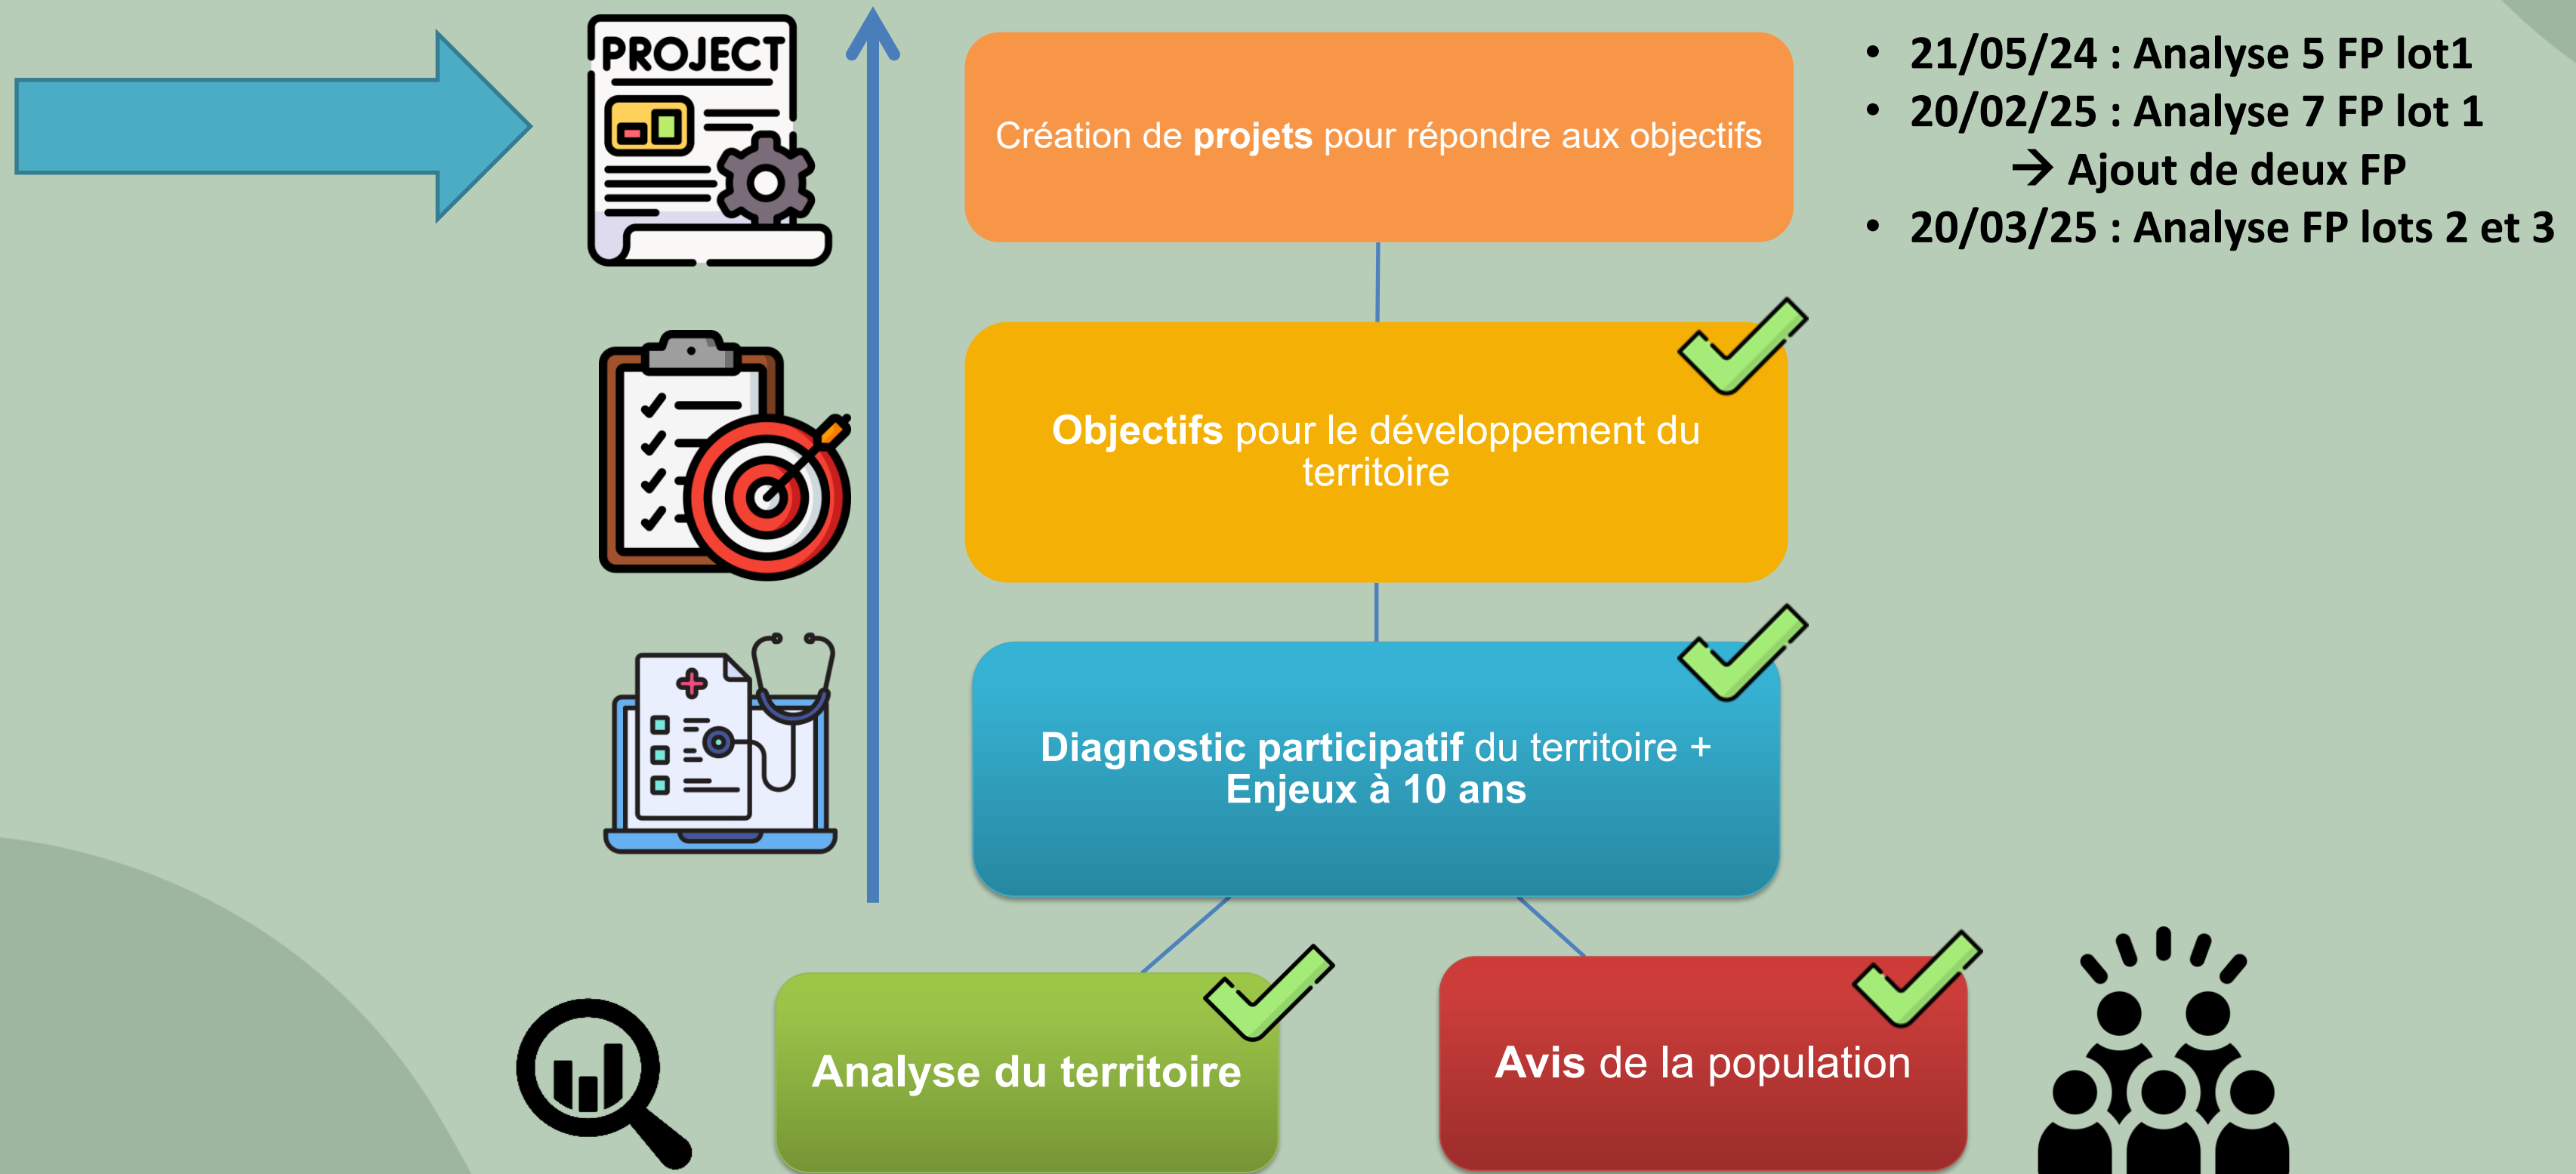 PROJECT
Création de projets pour répondre aux objectifs
• 21/05/24 : Analyse 5 FP lot1
• 20/02/25 : Analyse 7 FP lot 1
→ Ajout de deux FP
• 20/03/25 : Analyse FP lots 2 et 3
Objectifs pour le développement du
territoire
Diagnostic participatif du territoire +
Enjeux à 10 ans
Analyse du territoire
Avis de la population